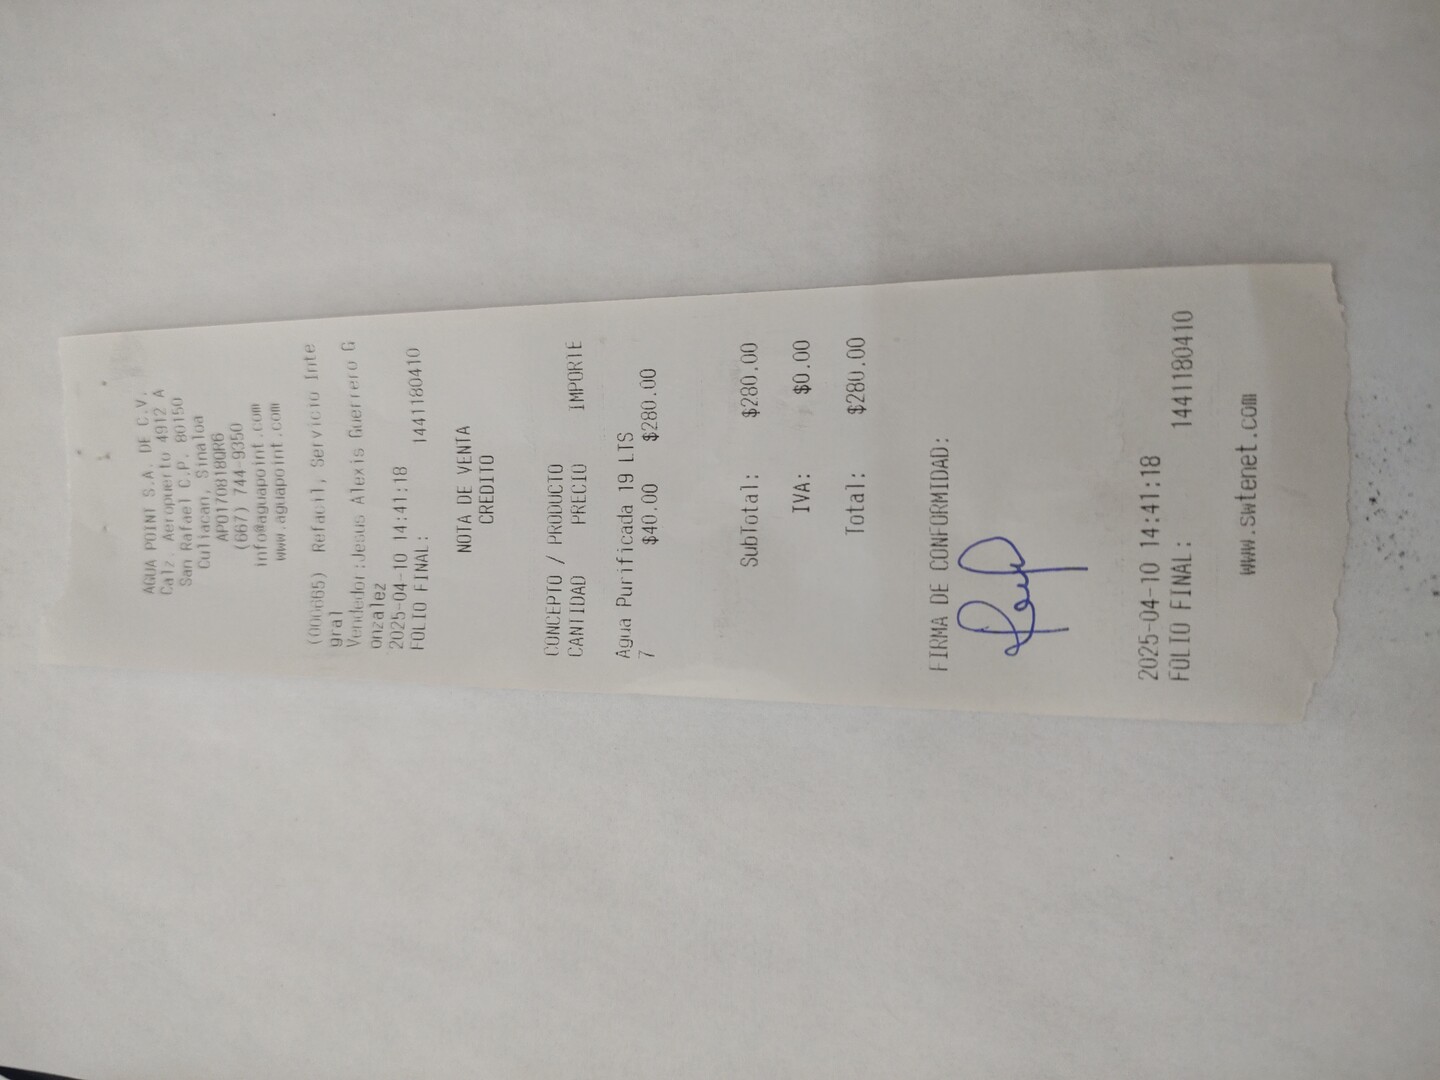 AGUA POINT S.A. DE C.V.
Calz. Aeropuerto 4912 A
San Rafael C.P. 80150
Culiacan, Sinaloa
APO170818QR6
(667) 744-9350
info@aguapoint.com
www.aguapoint.com
(000665) Refacil, Servicio Inte
gral
Vendedor:Jesus Alexis Guerrero G
onzalez
2025-04-10 14:41:18
FOLIO FINAL: 1441180410
NOTA DE VENTA
CREDITO
CONCEPTO / PRODUCTO
CANTIDAD PRECIO IMPORTE
Agua Purificada 19 LTS
7 $40.00 $280.00
SubTotal: $280.00
IVA: $0.00
Total: $280.00
FIRMA DE CONFORMIDAD:
2025-04-10 14:41:18
FOLIO FINAL: 1441180410
www.swtenet.com